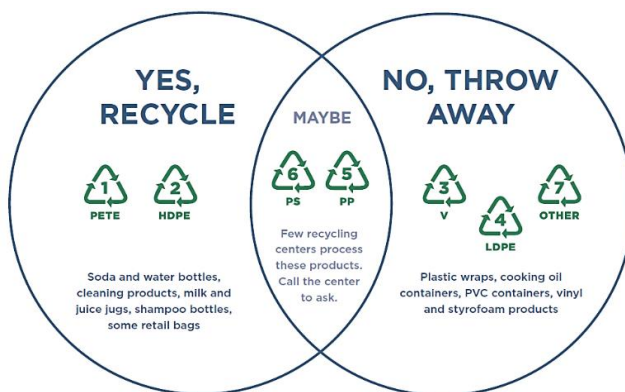 YES,
RECYCLE
1
PETE
2
HDPE
Soda and water bottles,
cleaning products, milk and
juice jugs, shampoo bottles,
some retail bags
MAYBE
6
PS
5
PP
Few recycling
centers process
these products.
Call the center
to ask.
NO, THROW
AWAY
3
V
4
LDPE
7
OTHER
Plastic wraps, cooking oil
containers, PVC containers, vinyl
and styrofoam products